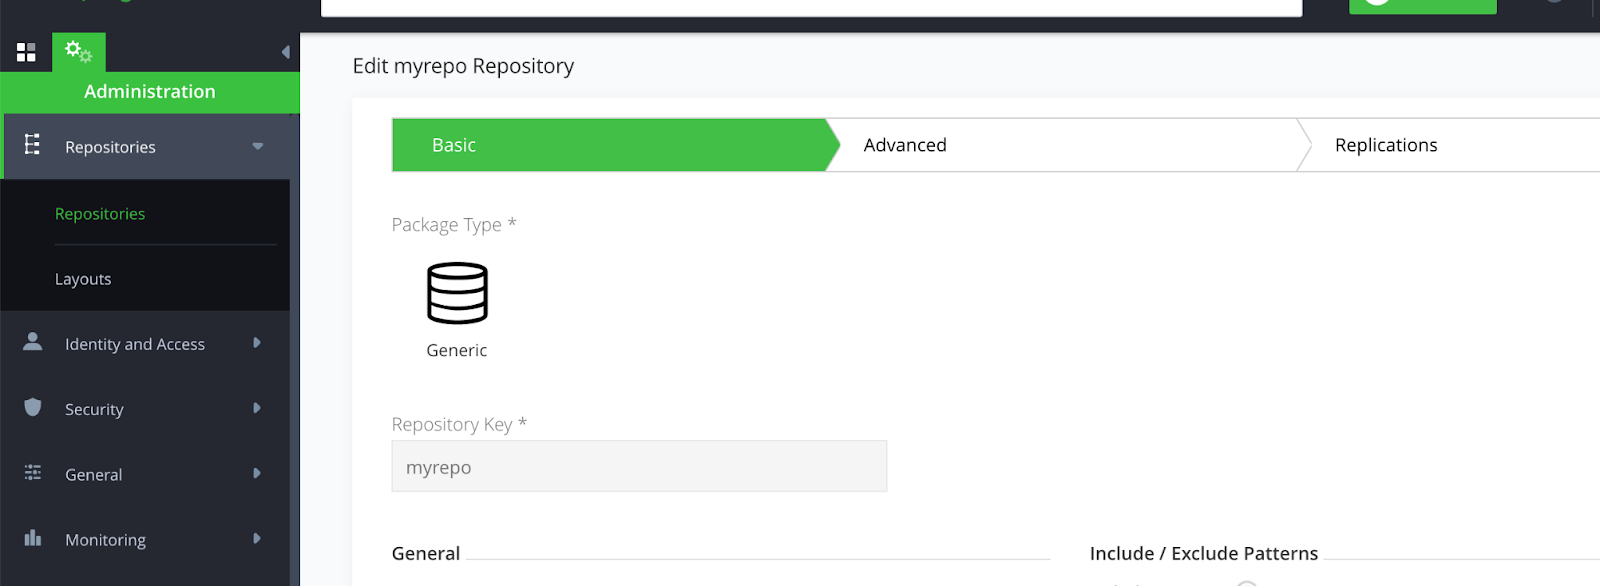 Administration
Repositories
Repositories
Layouts
Identity and Access
Security
General
Monitoring
Edit myrepo Repository
Basic
Advanced
Replications
Package Type *
Generic
Repository Key *
myrepo
General
Include / Exclude Patterns